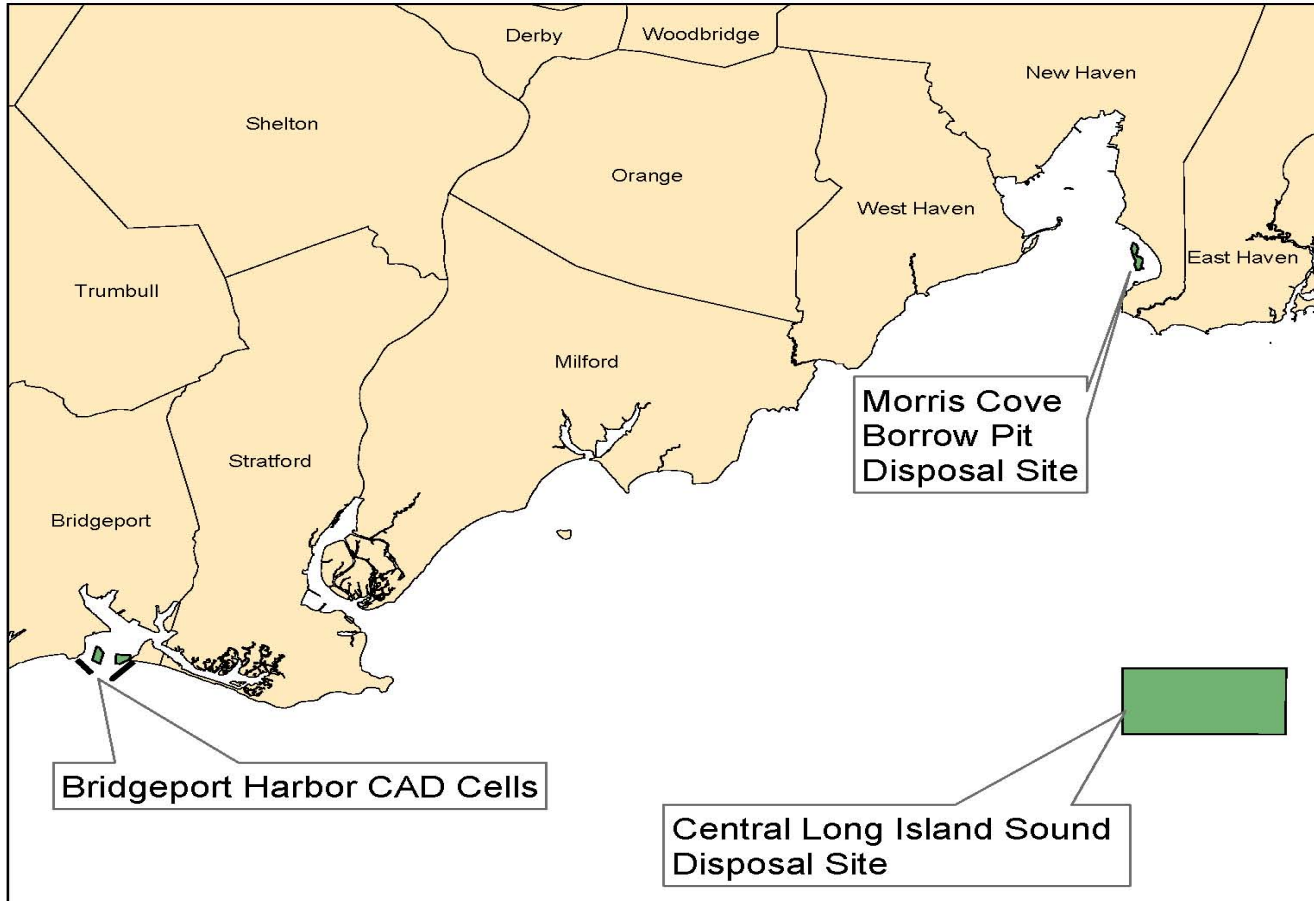 Derby
Woodbridge
New Haven
Shelton
Orange
West Haven
East Haven
Trumbull
Milford
Morris Cove
Borrow Pit
Disposal Site
Stratford
Bridgeport
Bridgeport Harbor CAD Cells
Central Long Island Sound
Disposal Site